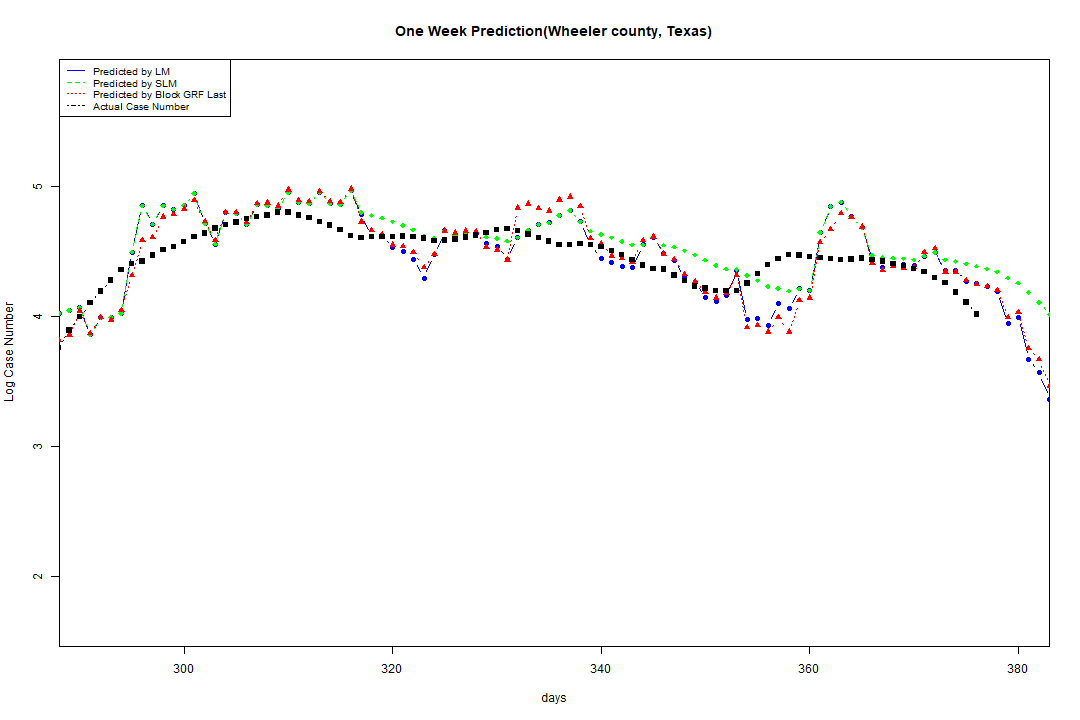 One Week Prediction(Wheeler county, Texas)
Predicted by LM
Predicted by SLM
Predicted by Block GRF Last
Actual Case Number
5
4
3
2
Log Case Number
300 320 340 360 380
days